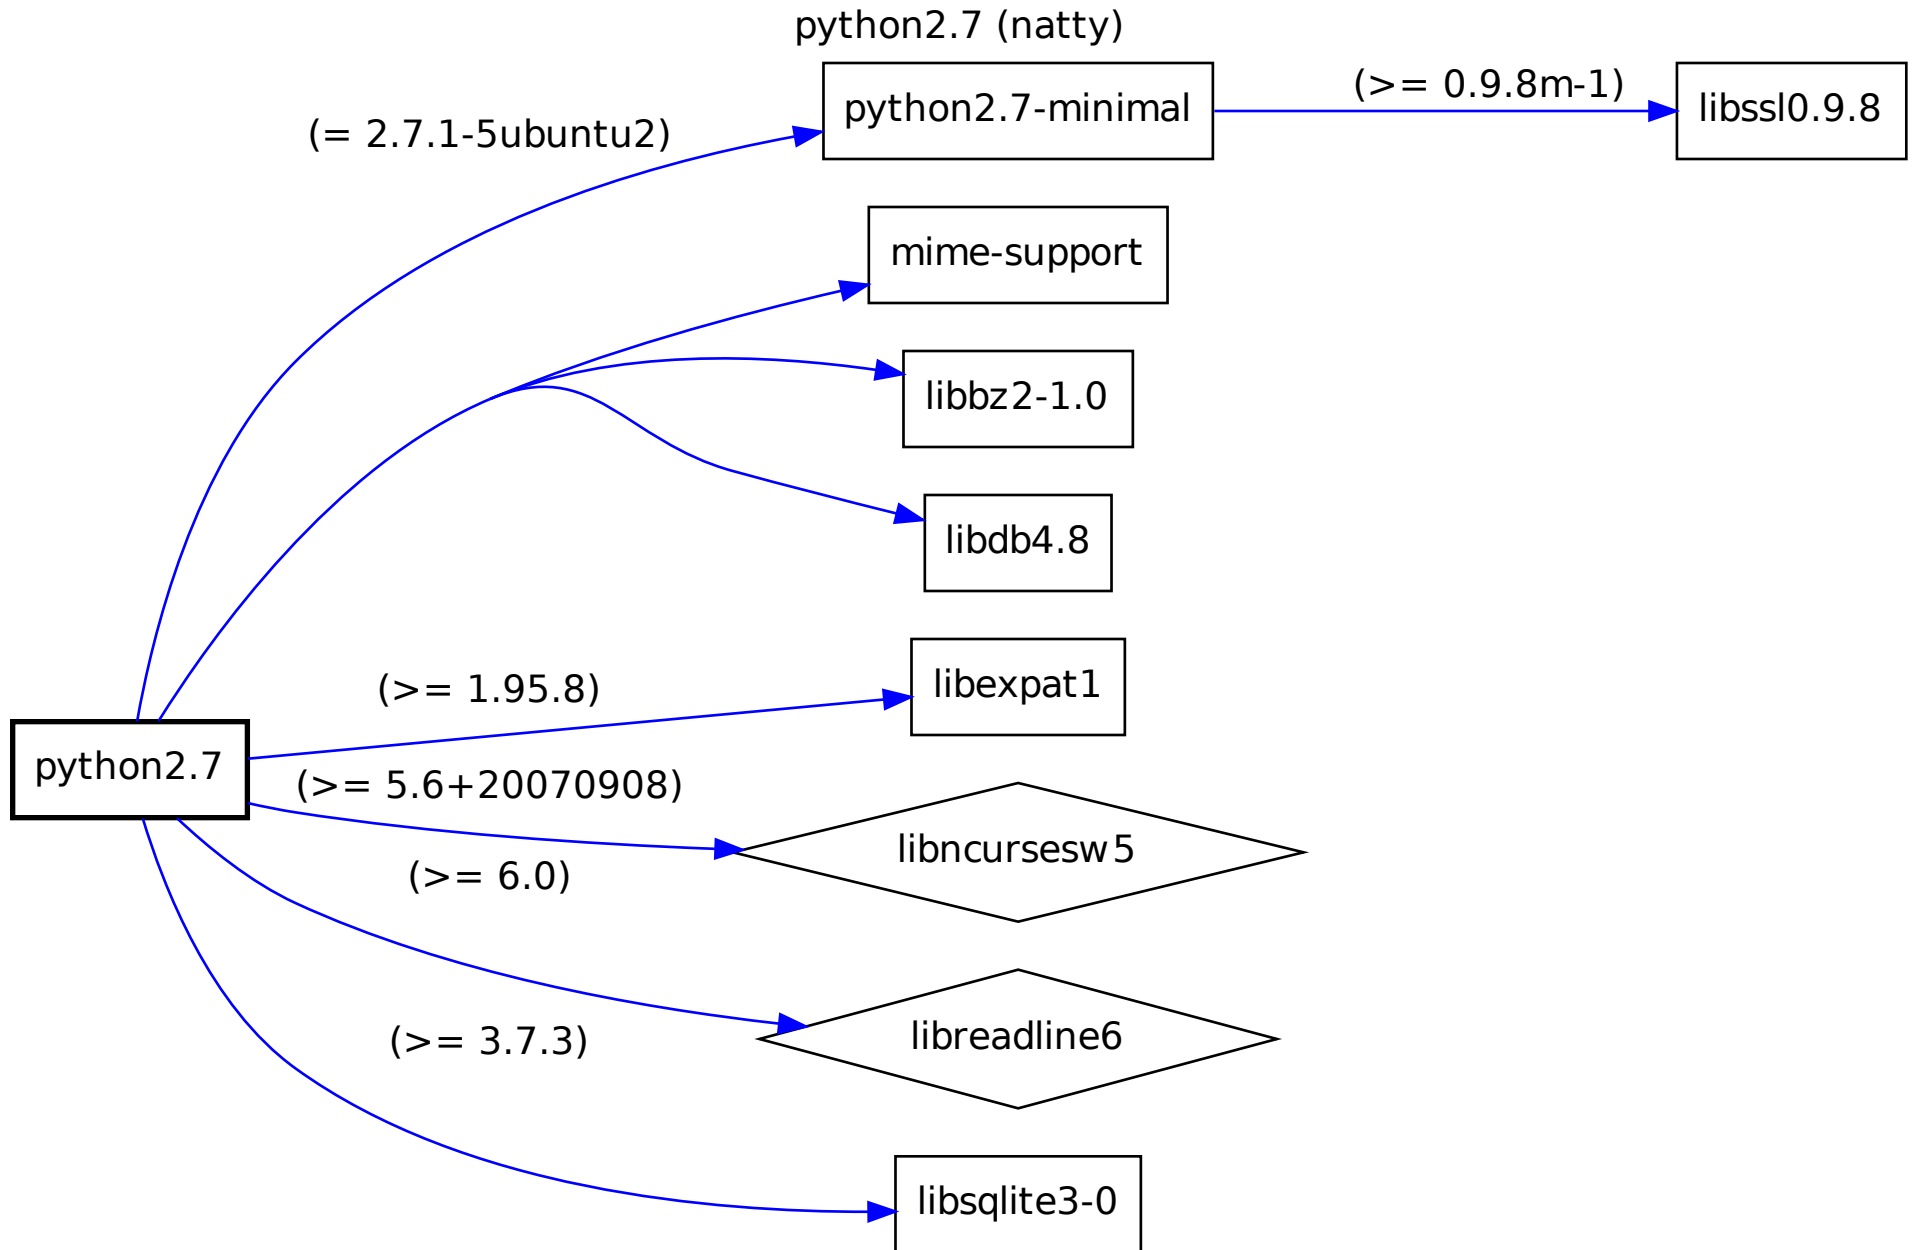 python2.7 (natty)
python2.7-minimal
(>= 0.9.8m-1)
libssl0.9.8
(= 2.7.1-5ubuntu2)
mime-support
libbz2-1.0
libdb4.8
libexpat1
(>= 1.95.8)
python2.7
(>= 5.6+20070908)
libncursesw5
(>= 6.0)
libreadline6
(>= 3.7.3)
libsqlite3-0